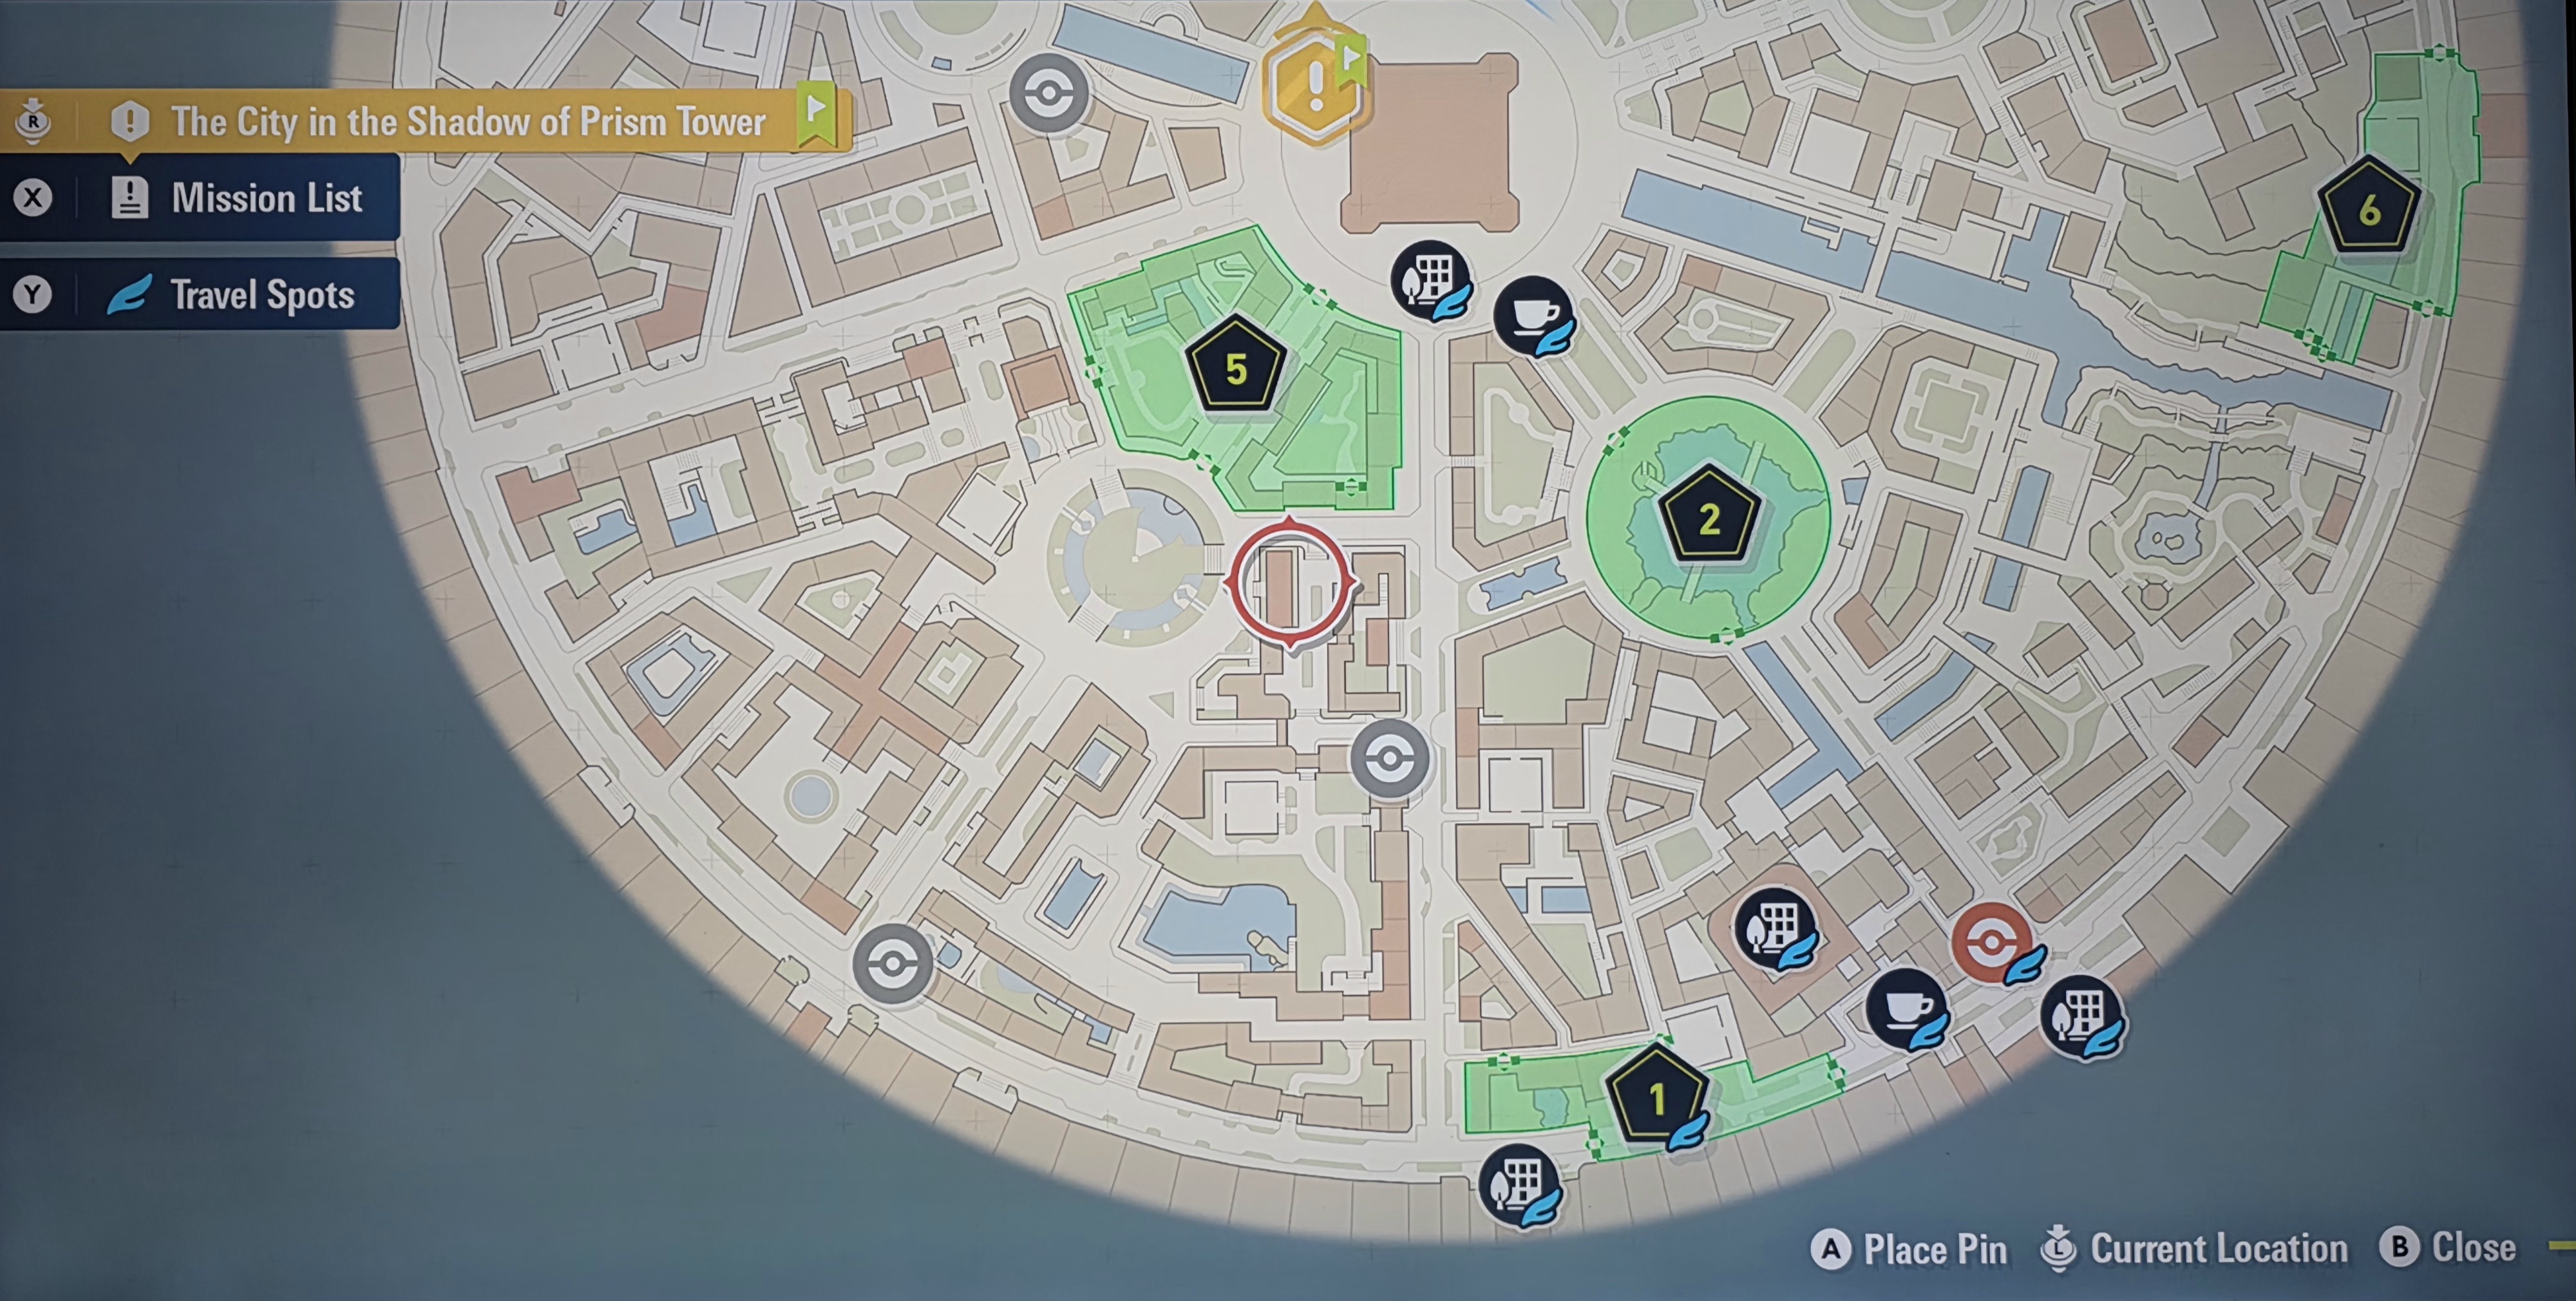 The City in the Shadow of Prism Tower
R
X Mission List
Y Travel Spots
6
5
2
1
A Place Pin L Current Location B Close